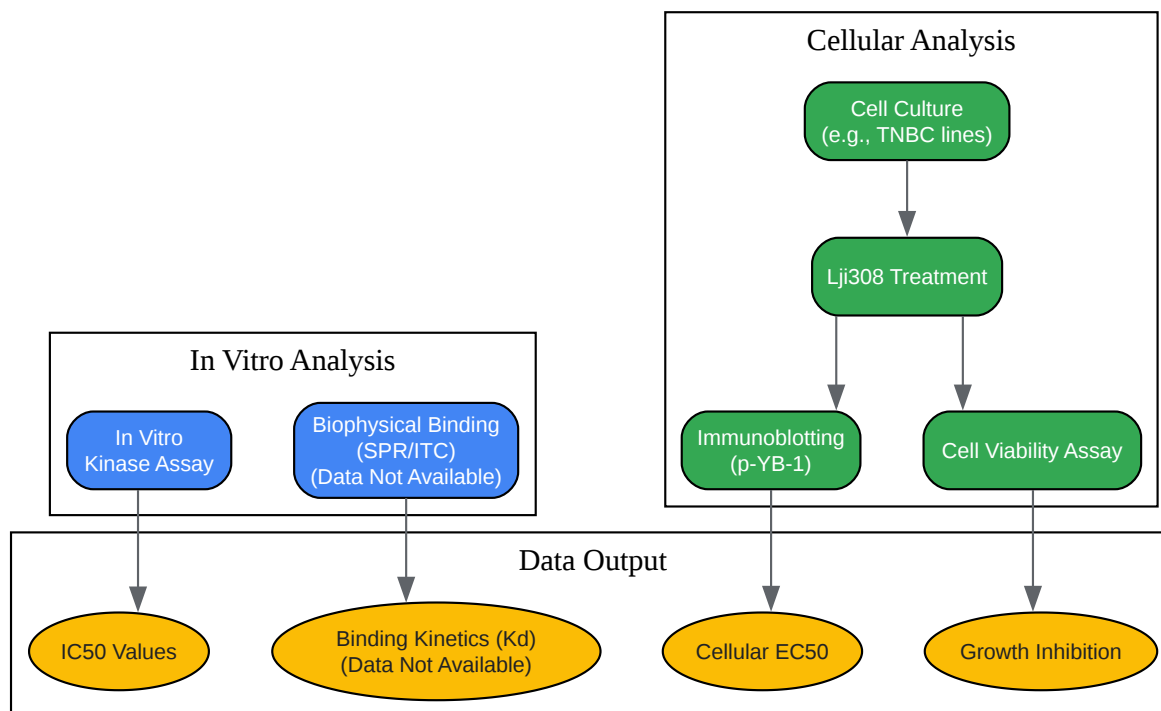 Cellular Analysis
Cell Culture
(e.g., TNBC lines)
Lji308 Treatment
Immunoblotting
(p-YB-1)
Cell Viability Assay
In Vitro Analysis
In Vitro
Kinase Assay
Biophysical Binding
(SPR/ITC)
(Data Not Available)
Data Output
IC50 Values
Binding Kinetics (Kd)
(Data Not Available)
Cellular EC50
Growth Inhibition